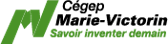 Cégep
Marie-Victorin
Savoir inventer demain